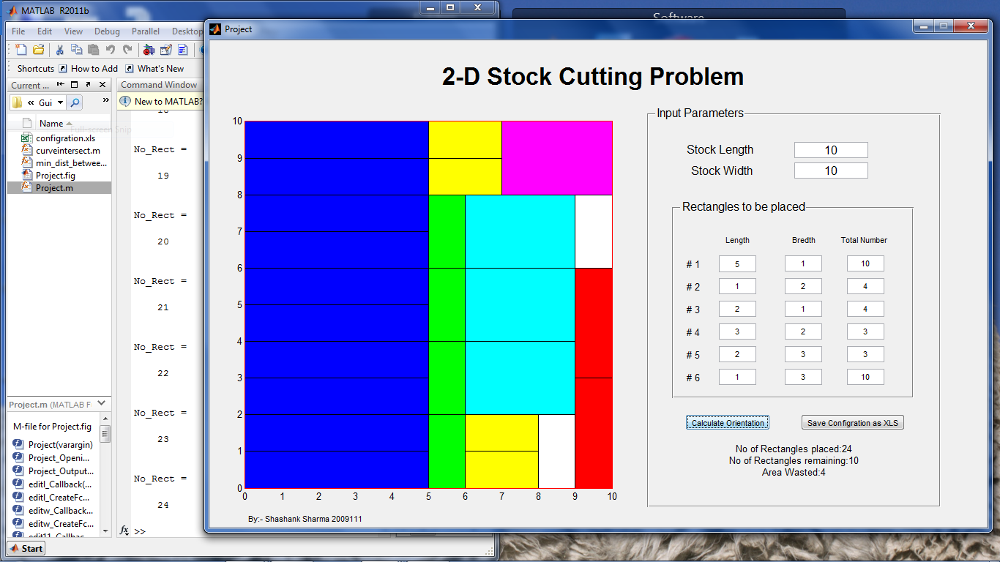 MATLAB R2011b
File Edit View Debug Parallel Desktop
Shortcuts How to Add What's New
Current ...
« Gui
Name
configration.xls
curveintersect.m
min_dist_betwee...
Project.fig
Project.m
Project.m (MATLAB F
M-file for Project.fig
Project(varargin)
Project_Openi...
Project_Output...
editl_Callback(...
editl_CreateFc...
editw_Callback...
editw_CreateFc...
edit11_Callbac
Start
Command Window
New to MATLAB?
No_Rect =
19
No_Rect =
20
No_Rect =
21
No_Rect =
22
No_Rect =
23
No_Rect =
24
fx >>
Full-screen Snip
Software
Project
2-D Stock Cutting Problem
10
9
8
7
6
5
4
3
2
1
0
0 1 2 3 4 5 6 7 8 9 10
By:- Shashank Sharma 2009111
Input Parameters
Stock Length 10
Stock Width 10
Rectangles to be placed
Length Bredth Total Number
# 1 5 1 10
# 2 1 2 4
# 3 2 1 4
# 4 3 2 3
# 5 2 3 3
# 6 1 3 10
Calculate Orientation Save Configration as XLS
No of Rectangles placed:24
No of Rectangles remaining:10
Area Wasted:4